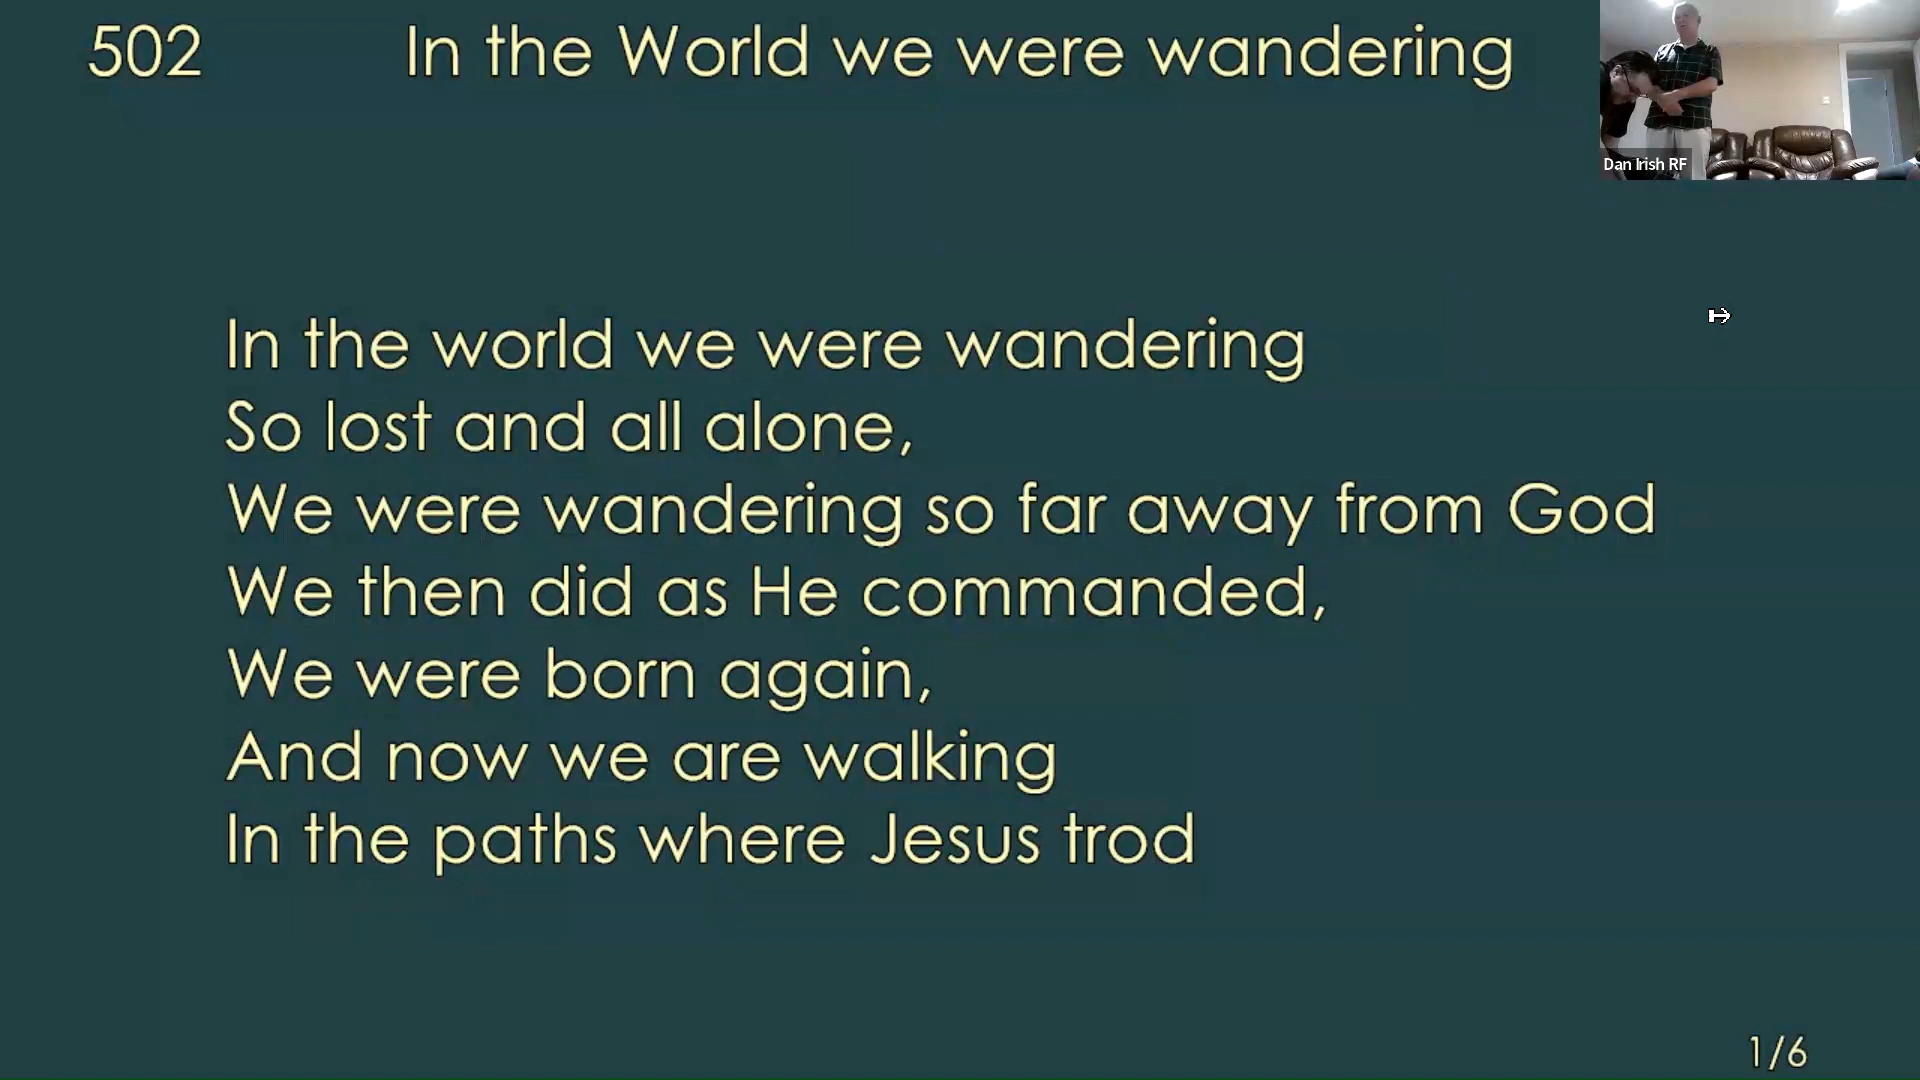 502 In the World we were wandering
Dan Irish RF
In the world we were wandering
So lost and all alone,
We were wandering so far away from God
We then did as He commanded,
We were born again,
And now we are walking
In the paths where Jesus trod
1/6